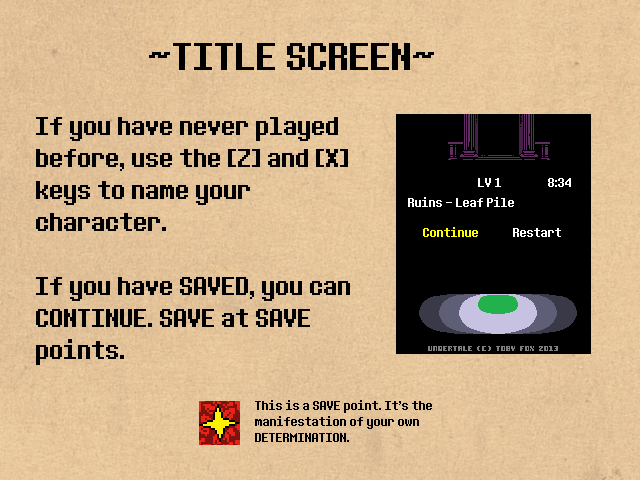 ~TITLE SCREEN~
If you have never played
before, use the [Z] and [X]
keys to name your
character.
If you have SAVED, you can
CONTINUE. SAVE at SAVE
points.
LV 1 8:34
Ruins - Leaf Pile
Continue Restart
UNDERTALE (C) TOBY FOX 2013
This is a SAVE point. It's the
manifestation of your own
DETERMINATION.